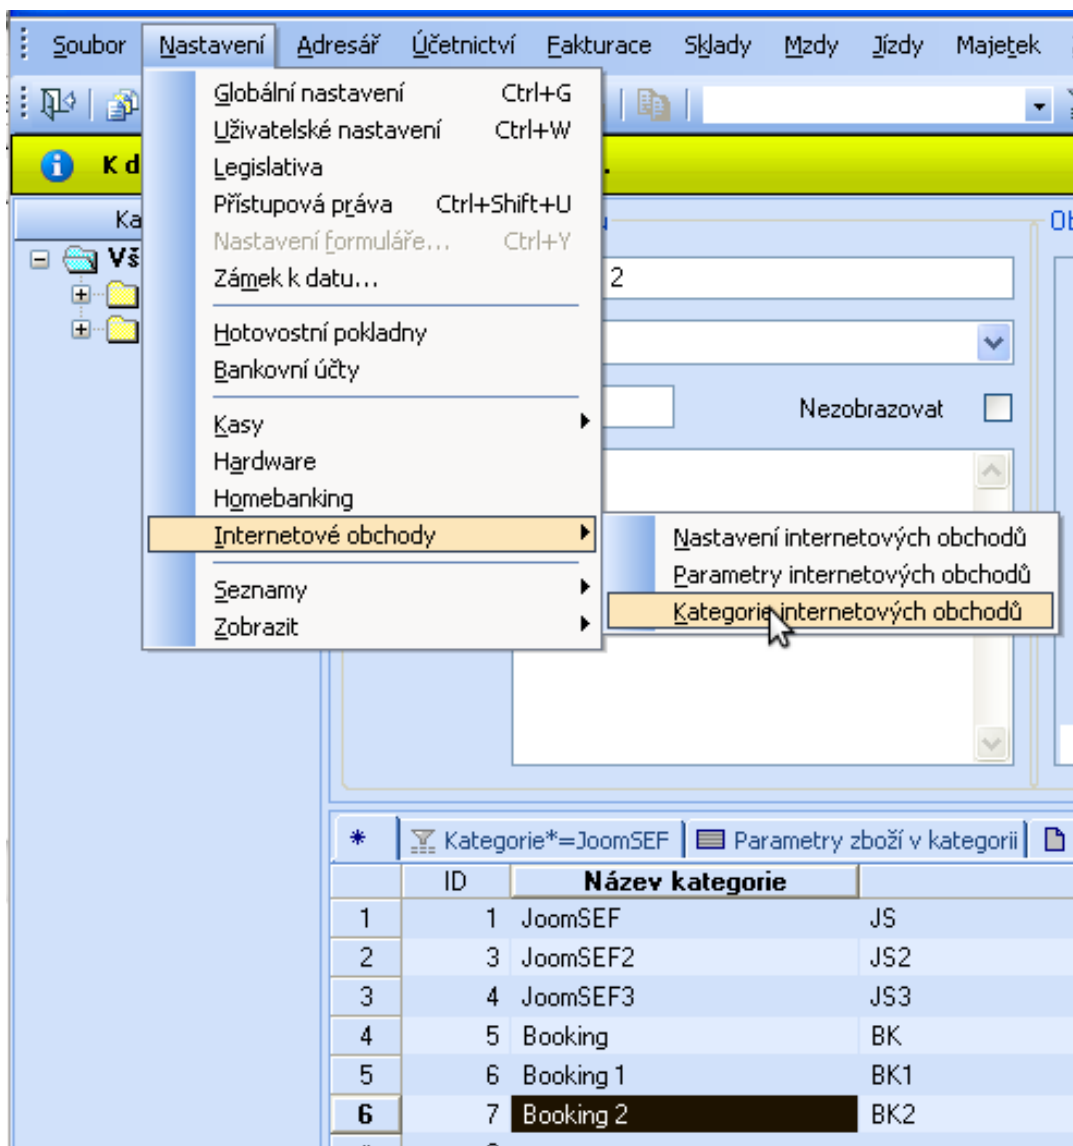 Soubor Nastavení Adresář Účetnictví Fakturace Sklady Mzdy Jízdy Majetek
Globální nastavení Ctrl+G
Uživatelské nastavení Ctrl+W
Legislativa
Přístupová práva Ctrl+Shift+U
Nastavení formuláře... Ctrl+Y
Zámek k datu...
Hotovostní pokladny
Bankovní účty
Kasy
Hardware
Homebanking
Internetové obchody
Seznamy
Zobrazit
Nastavení internetových obchodů
Parametry internetových obchodů
Kategorie internetových obchodů
K d
Ka
Vš
2
Nezobrazovat
* Kategorie*=JoomSEF Parametry zboží v kategorii
ID Název kategorie
1 1 JoomSEF JS
2 3 JoomSEF2 JS2
3 4 JoomSEF3 JS3
4 5 Booking BK
5 6 Booking 1 BK1
6 7 Booking 2 BK2